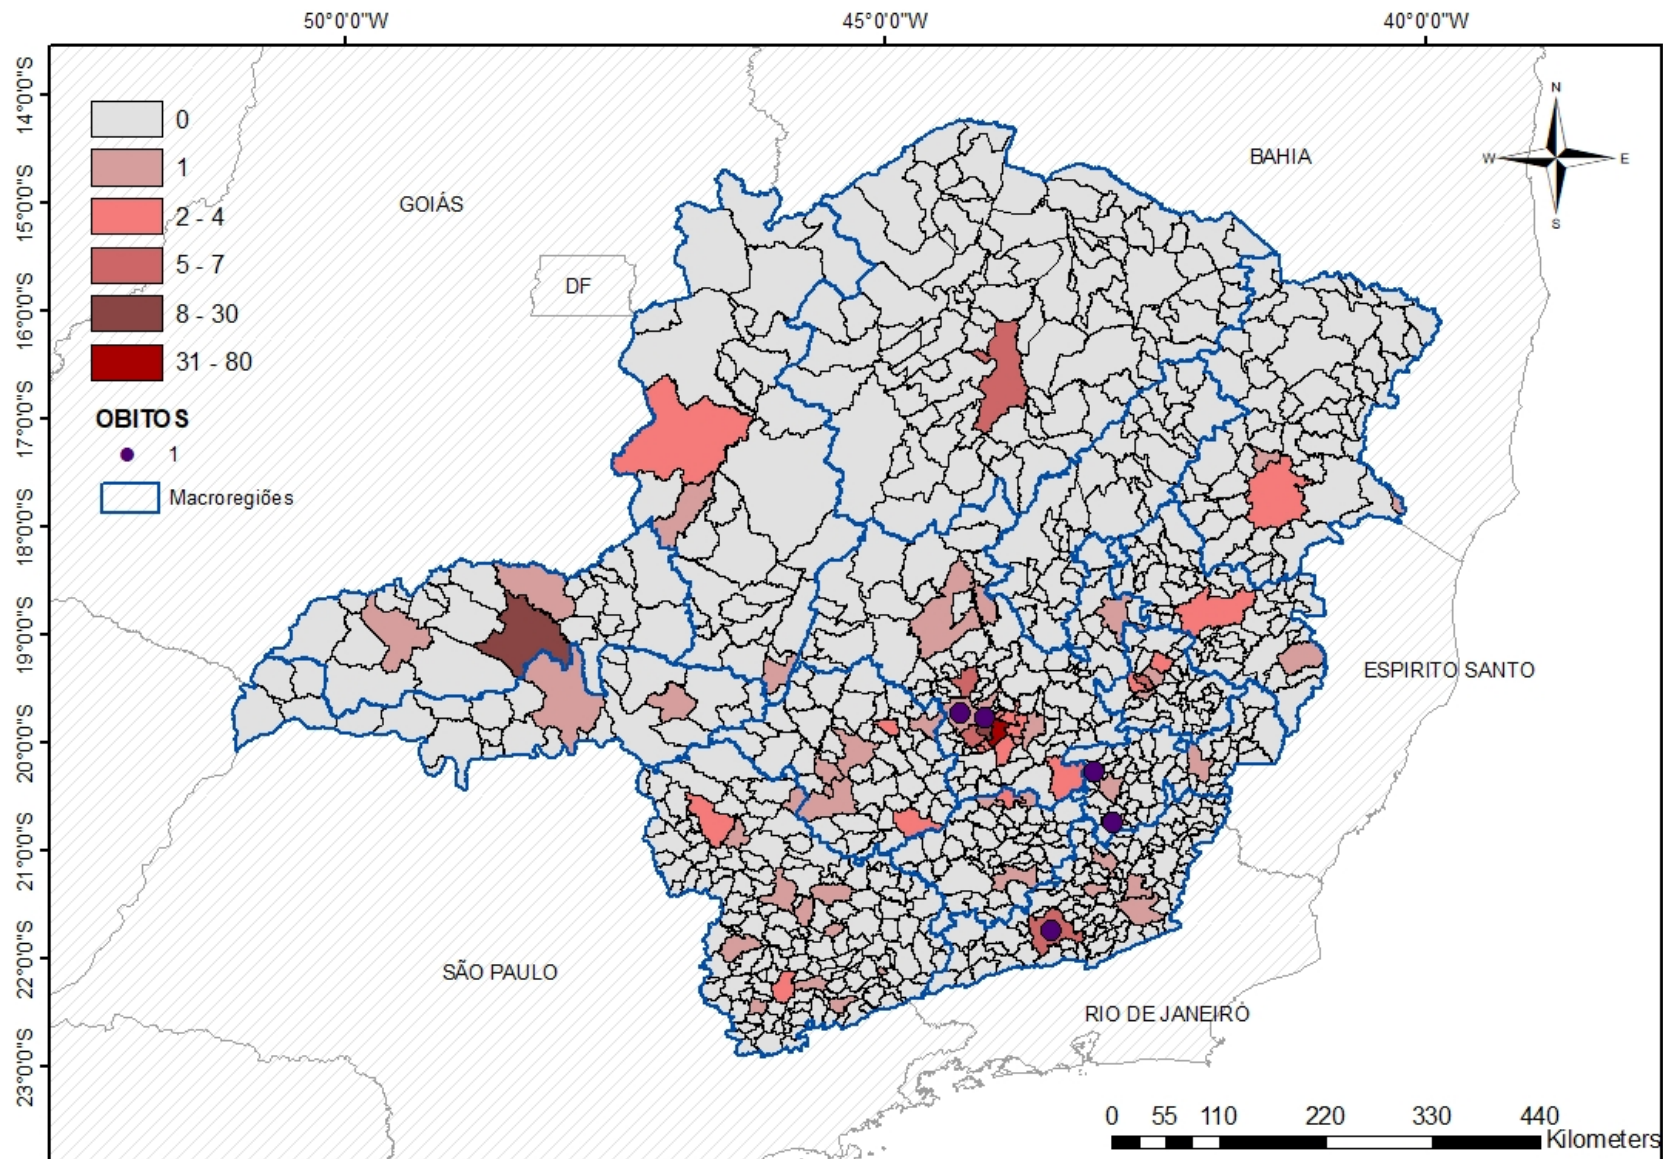 50°0'0"W 45°0'0"W 40°0'0"W
14°0'0"S
15°0'0"S
16°0'0"S
17°0'0"S
18°0'0"S
19°0'0"S
20°0'0"S
21°0'0"S
22°0'0"S
23°0'0"S
0
1
2 - 4
5 - 7
8 - 30
31 - 80
OBITOS
1
Macroregiões
N
W E
S
BAHIA
GOIÁS
DF
ESPIRITO SANTO
SÃO PAULO
RIO DE JANEIRO
0 55 110 220 330 440
Kilometers